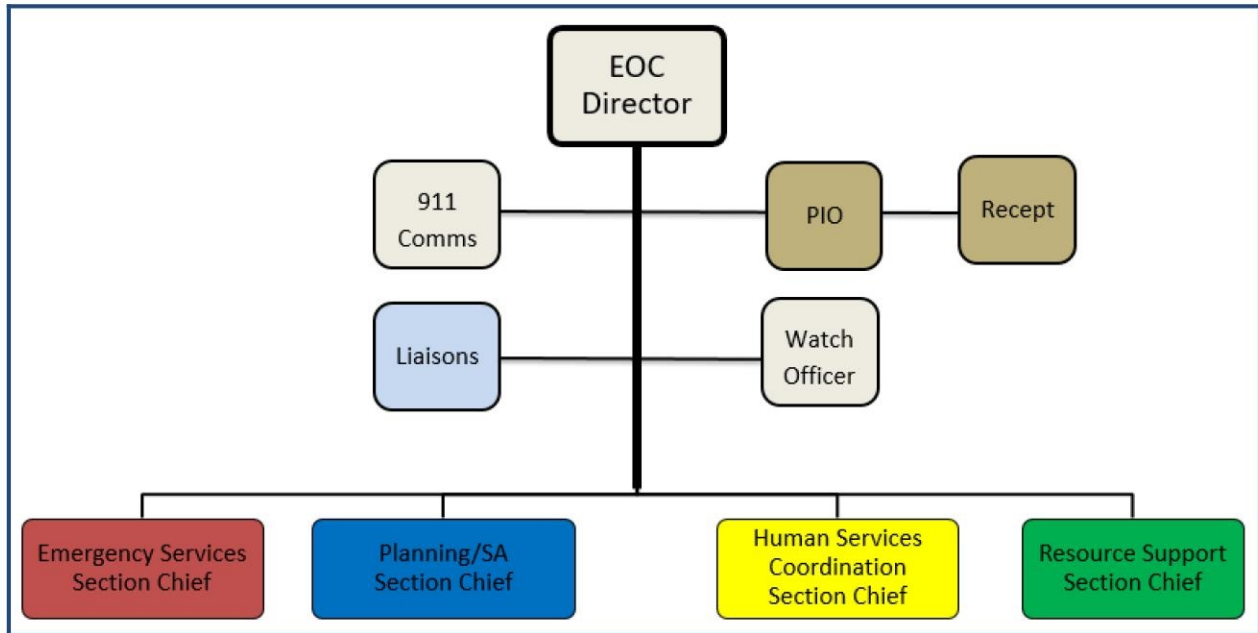 EOC
Director
911
Comms
PIO
Recept
Liaisons
Watch
Officer
Emergency Services
Section Chief
Planning/SA
Section Chief
Human Services
Coordination
Section Chief
Resource Support
Section Chief